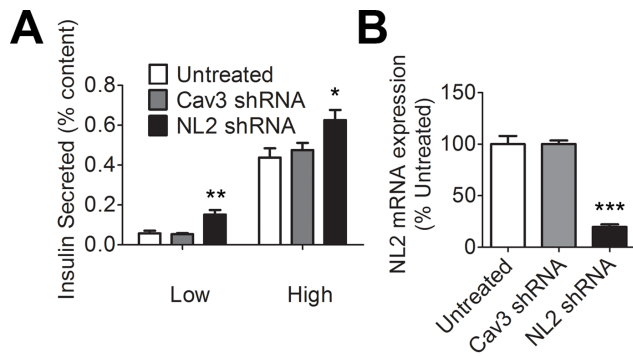 A
Insulin Secreted (% content)
0.8
0.6
0.4
0.2
0.0
Untreated
Cav3 shRNA
NL2 shRNA
**
*
Low
High
B
NL2 mRNA expression
(% Untreated)
150
100
50
0
***
Untreated
Cav3 shRNA
NL2 shRNA